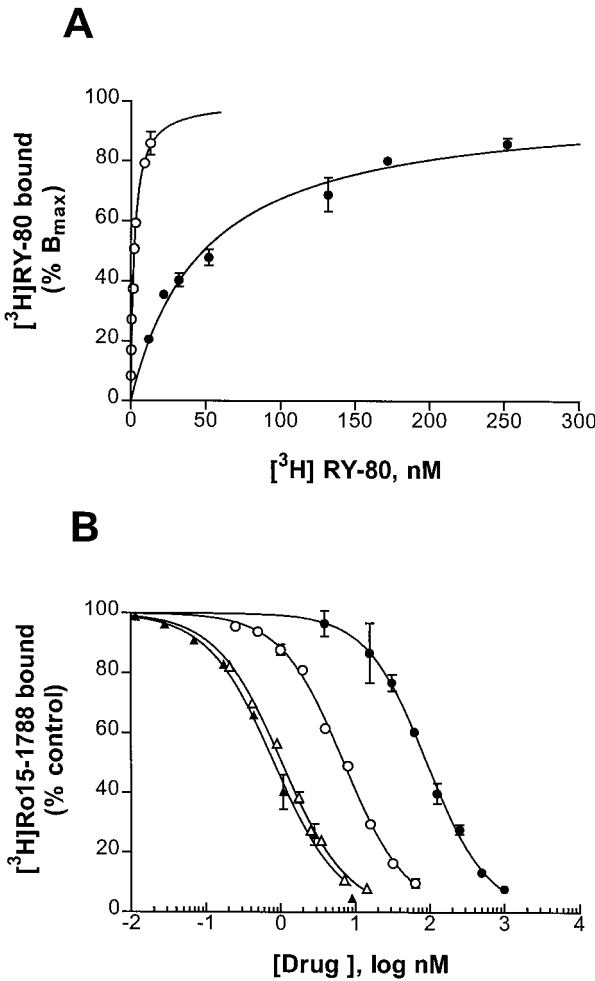 A
[³H]RY-80 bound
(% Bmax)
100
80
60
40
20
0
0 50 100 150 200 250 300
[³H] RY-80, nM
B
[³H]Ro15-1788 bound
(% control)
100
80
60
40
20
0
-2 -1 0 1 2 3 4
[Drug ], log nM